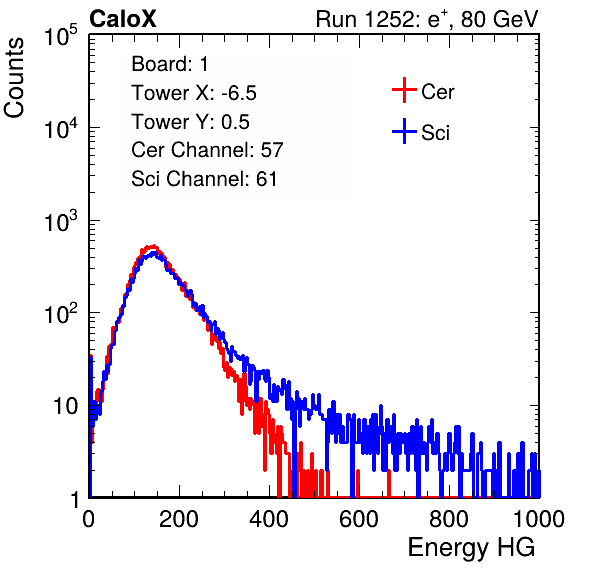 CaloX Run 1252: e⁺, 80 GeV
Counts
Board: 1
Tower X: -6.5
Tower Y: 0.5
Cer Channel: 57
Sci Channel: 61
Cer
Sci
10⁵
10⁴
10³
10²
10
1
0 200 400 600 800 1000
Energy HG